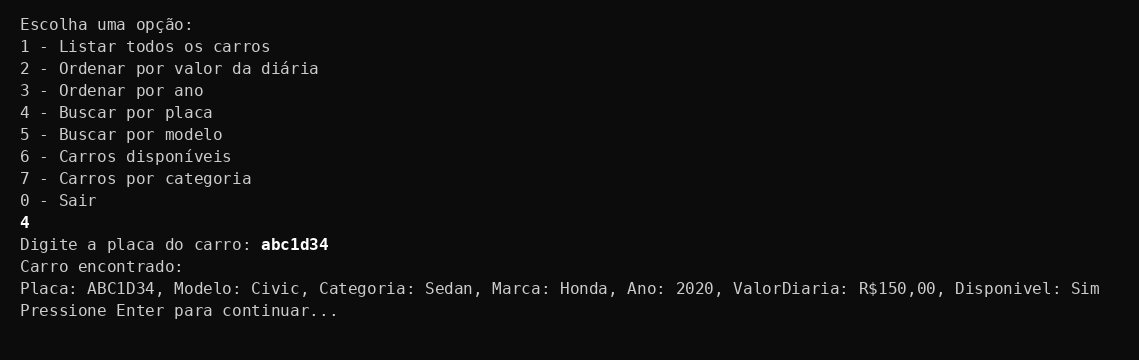 Escolha uma opção:
1 - Listar todos os carros
2 - Ordenar por valor da diária
3 - Ordenar por ano
4 - Buscar por placa
5 - Buscar por modelo
6 - Carros disponíveis
7 - Carros por categoria
0 - Sair
4
Digite a placa do carro: abc1d34
Carro encontrado:
Placa: ABC1D34, Modelo: Civic, Categoria: Sedan, Marca: Honda, Ano: 2020, ValorDiaria: R$150,00, Disponivel: Sim
Pressione Enter para continuar...